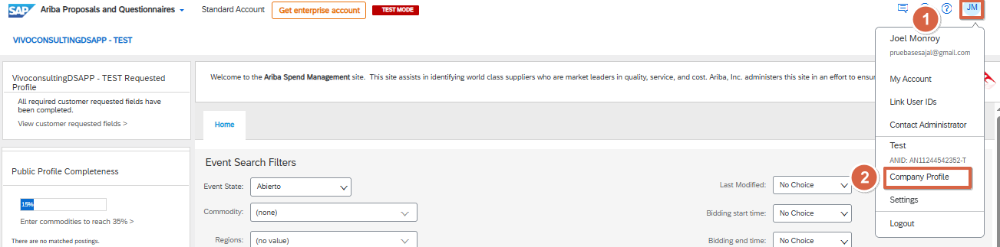 SAP Ariba Proposals and Questionnaires Standard Account Get enterprise account TEST MODE JM
1
VIVOCONSULTINGDSAPP - TEST
VivoconsultingDSAPP - TEST Requested
Profile
All required customer requested fields have
been completed.
View customer requested fields >
Public Profile Completeness
15%
Enter commodities to reach 35% >
There are no matched postings.
Welcome to the Ariba Spend Management site. This site assists in identifying world class suppliers who are market leaders in quality, service, and cost. Ariba, Inc. administers this site in an effort to ensur
Home
Event Search Filters
Event State: Abierto
Commodity: (none)
Regions: (no value)
Last Modified: No Choice
Bidding start time: No Choice
Bidding end time: No Choice
Joel Monroy
pruebasesajal@gmail.com
My Account
Link User IDs
Contact Administrator
Test
ANID: AN11244542352-T
2 Company Profile
Settings
Logout